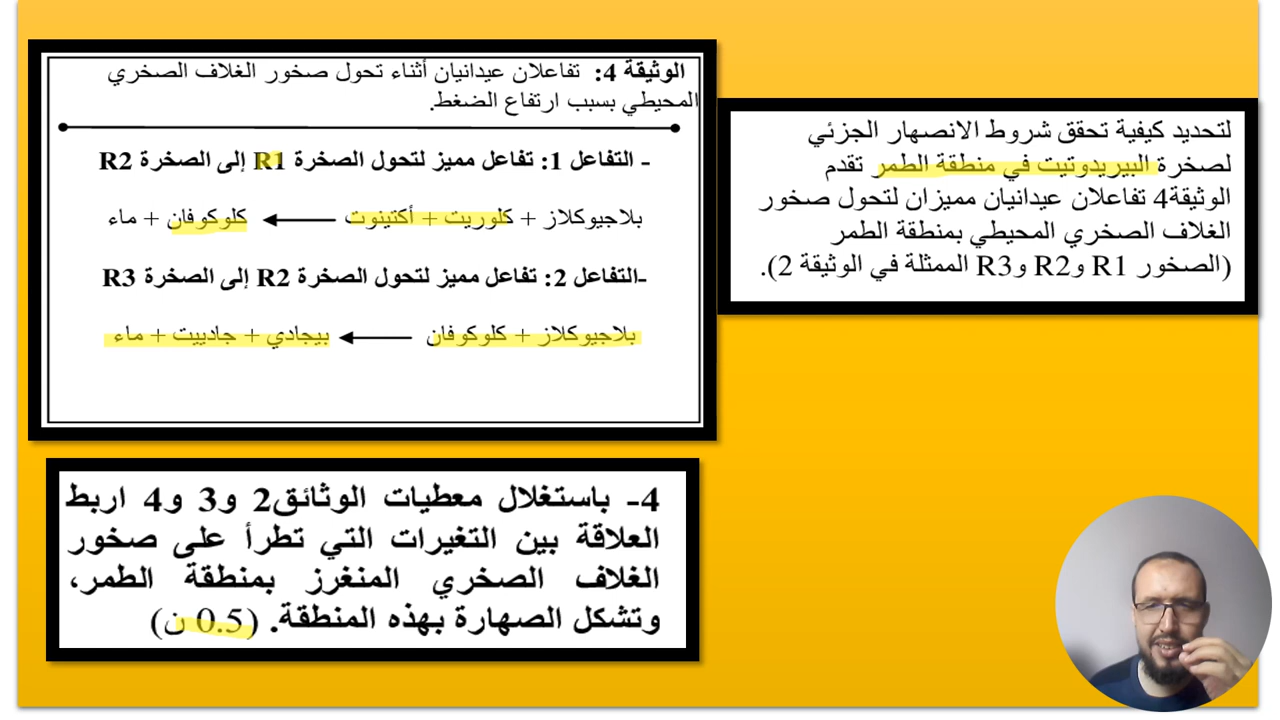 الوثيقة 4: تفاعلان عيدانيان أثناء تحول صخور الغلاف الصخري
المحيطي بسبب ارتفاع الضغط.
- التفاعل 1: تفاعل مميز لتحول الصخرة R1 إلى الصخرة R2
بلاجيوكلاز + كلوريت + أكتينوت ← كلوكوفان + ماء
-التفاعل 2: تفاعل مميز لتحول الصخرة R2 إلى الصخرة R3
بلاجيوكلاز + كلوكوفان ← بيجادي + جادييت + ماء
لتحديد كيفية تحقق شروط الانصهار الجزئي
لصخرة البيريدوتيت في منطقة الطمر تقدم
الوثيقة4 تفاعلان عيدانيان مميزان لتحول صخور
الغلاف الصخري المحيطي بمنطقة الطمر
(الصخور R1 وR2 وR3 الممثلة في الوثيقة 2).
4- باستغلال معطيات الوثائق2 و3 و4 اربط
العلاقة بين التغيرات التي تطرأ على صخور
الغلاف الصخري المنغرز بمنطقة الطمر،
وتشكل الصهارة بهذه المنطقة. (0.5 ن)